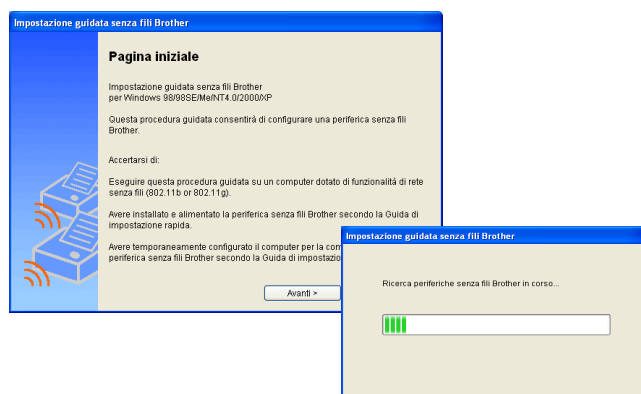 Impostazione guidata senza fili Brother
Pagina iniziale
Impostazione guidata senza fili Brother
per Windows 98/98SE/Me/NT4.0/2000/XP
Questa procedura guidata consentirà di configurare una periferica senza fili
Brother.
Accertarsi di:
Eseguire questa procedura guidata su un computer dotato di funzionalità di rete
senza fili (802.11b or 802.11g).
Avere installato e alimentato la periferica senza fili Brother secondo la Guida di
impostazione rapida.
Avere temporaneamente configurato il computer per la com
periferica senza fili Brother secondo la Guida di impostazio
Avanti >
Impostazione guidata senza fili Brother
Ricerca periferiche senza fili Brother in corso...